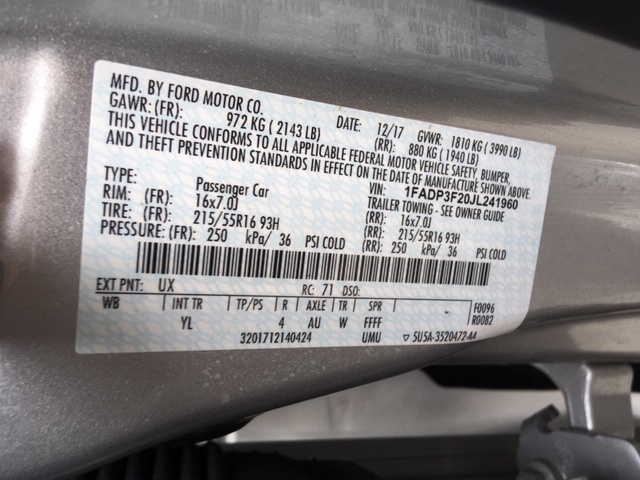 MFD. BY FORD MOTOR CO.
DATE: 12/17 GVWR: 1810 KG ( 3990 LB)
GAWR: (FR): 972 KG ( 2143 LB) (RR): 880 KG ( 1940 LB)
THIS VEHICLE CONFORMS TO ALL APPLICABLE FEDERAL MOTOR VEHICLE SAFETY, BUMPER,
AND THEFT PREVENTION STANDARDS IN EFFECT ON THE DATE OF MANUFACTURE SHOWN ABOVE.
VIN: 1FADP3F20JL241960
TYPE: Passenger Car TRAILER TOWING - SEE OWNER GUIDE
RIM: (FR): 16x7.0J (RR): 16x7.0J
TIRE: (FR): 215/55R16 93H (RR): 215/55R16 93H
PRESSURE: (FR): 250 kPa/ 36 PSI COLD (RR): 250 kPa/ 36 PSI COLD
EXT PNT: UX RC: 71 DSO:
WB INT TR TP/PS R AXLE TR SPR F0096
R0082
YL 4 AU W FFFF
3201712140424 UMU ▽ 5U5A-3520472-AA